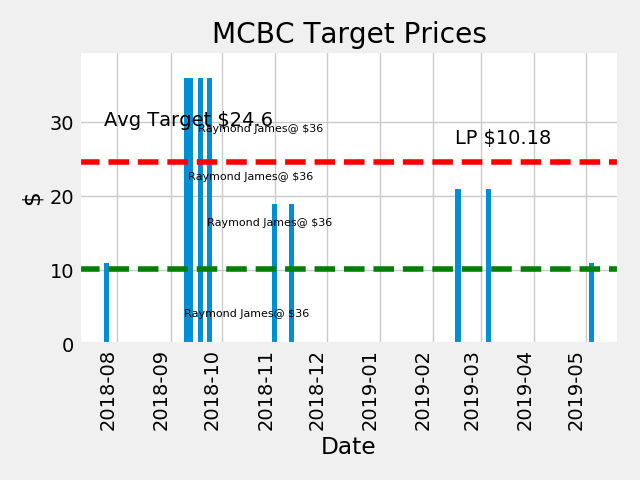 MCBC Target Prices
Avg Target $24.6
Raymond James@ $36
LP $10.18
Raymond James@ $36
Raymond James@ $36
Raymond James@ $36
$
30
20
10
0
2018-08
2018-09
2018-10
2018-11
2018-12
2019-01
2019-02
2019-03
2019-04
2019-05
Date